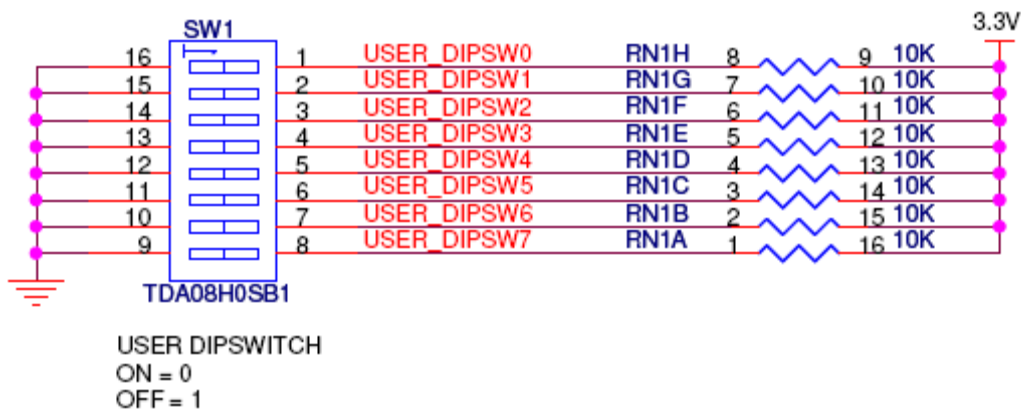 3.3V
SW1
16 1 USER_DIPSW0 RN1H 8 9 10K
15 2 USER_DIPSW1 RN1G 7 10 10K
14 3 USER_DIPSW2 RN1F 6 11 10K
13 4 USER_DIPSW3 RN1E 5 12 10K
12 5 USER_DIPSW4 RN1D 4 13 10K
11 6 USER_DIPSW5 RN1C 3 14 10K
10 7 USER_DIPSW6 RN1B 2 15 10K
9 8 USER_DIPSW7 RN1A 1 16 10K
TDA08H0SB1
USER DIPSWITCH
ON = 0
OFF = 1